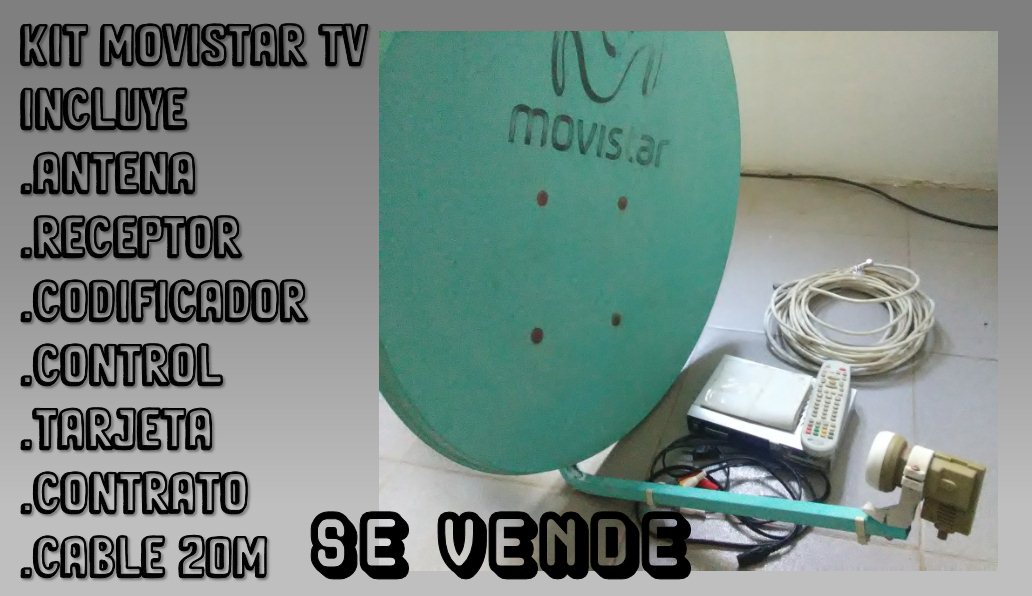 KIT MOVISTAR TV
INCLUYE
.ANTENA
.RECEPTOR
.CODIFICADOR
.CONTROL
.TARJETA
.CONTRATO
.CABLE 20M
movistar
SE VENDE